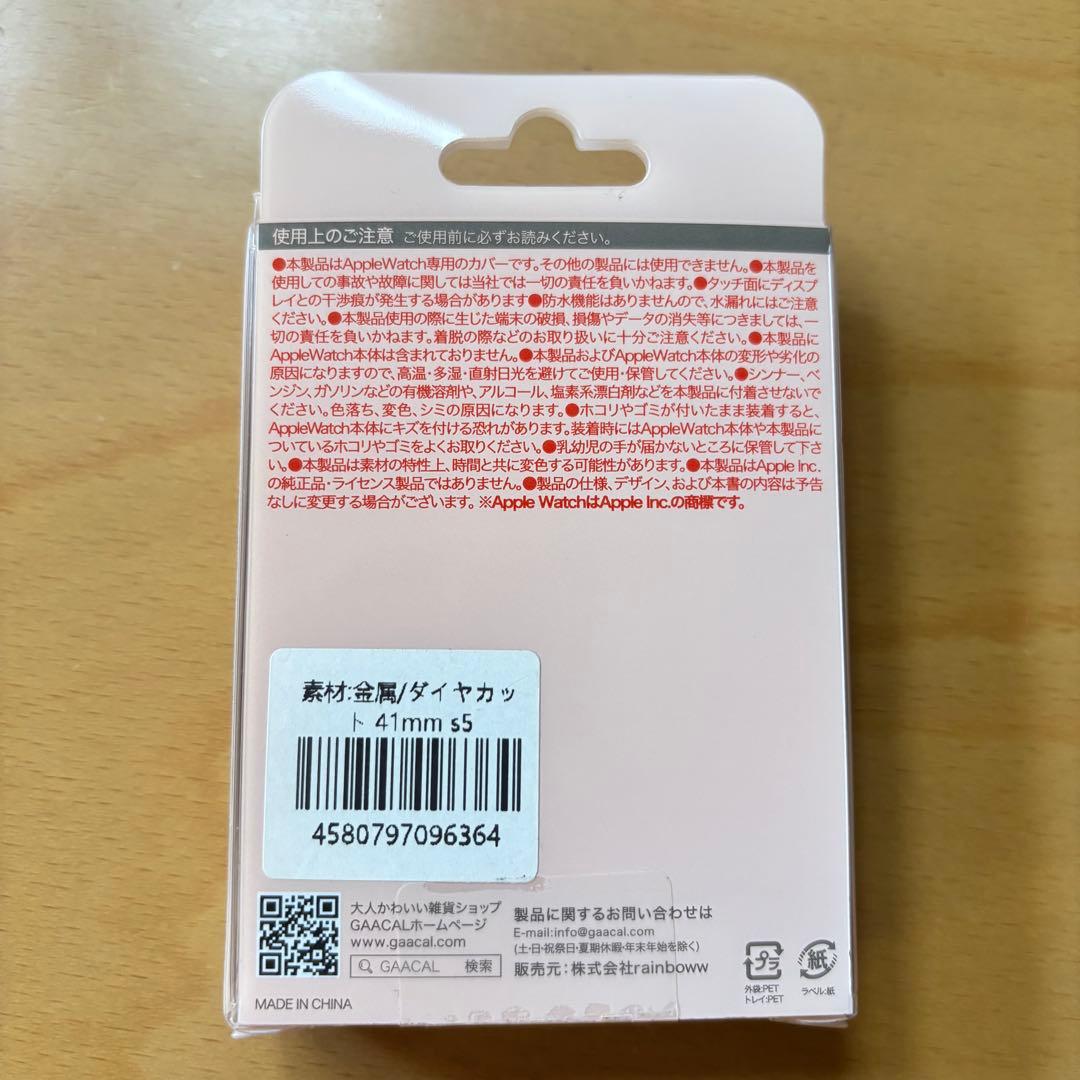 使用上のご注意 ご使用前に必ずお読みください。
●本製品はAppleWatch専用のカバーです。その他の製品には使用できません。●本製品を
使用しての事故や故障に関しては当社では一切の責任を負いかねます。●タッチ面にディスプ
レイとの干渉痕が発生する場合があります●防水機能はありませんので、水漏れにはご注意
ください。●本製品使用の際に生じた端末の破損、損傷やデータの消失等につきましては、一
切の責任を負いかねます。着脱の際などのお取り扱いに十分ご注意ください。●本製品に
AppleWatch本体は含まれておりません。●本製品およびAppleWatch本体の変形や劣化の
原因になりますので、高温・多湿・直射日光を避けてご使用・保管してください。●シンナー、ベ
ンジン、ガソリンなどの有機溶剤や、アルコール、塩素系漂白剤などを本製品に付着させないで
ください。色落ち、変色、シミの原因になります。●ホコリやゴミが付いたまま装着すると、
AppleWatch本体にキズを付ける恐れがあります。装着時にはAppleWatch本体や本製品に
ついているホコリやゴミをよくお取りください。●乳幼児の手が届かないところに保管して下さ
い。●本製品は素材の特性上、時間と共に変色する可能性があります。●本製品はApple Inc.
の純正品・ライセンス製品ではありません。●製品の仕様、デザイン、および本書の内容は予告
なしに変更する場合がございます。※Apple WatchはApple Inc.の商標です。
素材:金属/ダイヤカッ
ト 41mm s5
4580797096364
大人かわいい雑貨ショップ
GAACALホームページ
www.gaacal.com
GAACAL 検索
製品に関するお問い合わせは
E-mail:info@gaacal.com
(土・日・祝祭日・夏期休暇・年末年始を除く)
販売元:株式会社rainboww
プラ
外袋:PET
トレイ:PET
紙
ラベル:紙
MADE IN CHINA